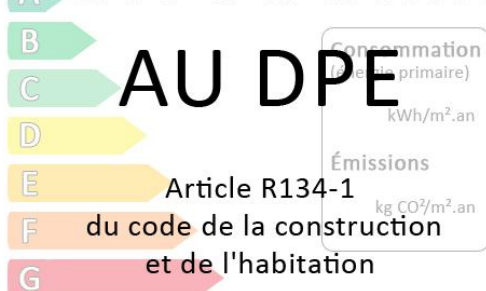 A
B
Consommation
AU DPE
(énergie primaire)
C
kWh/m².an
D
Émissions
E
Article R134-1
kg CO²/m².an
F
du code de la construction
et de l'habitation
G